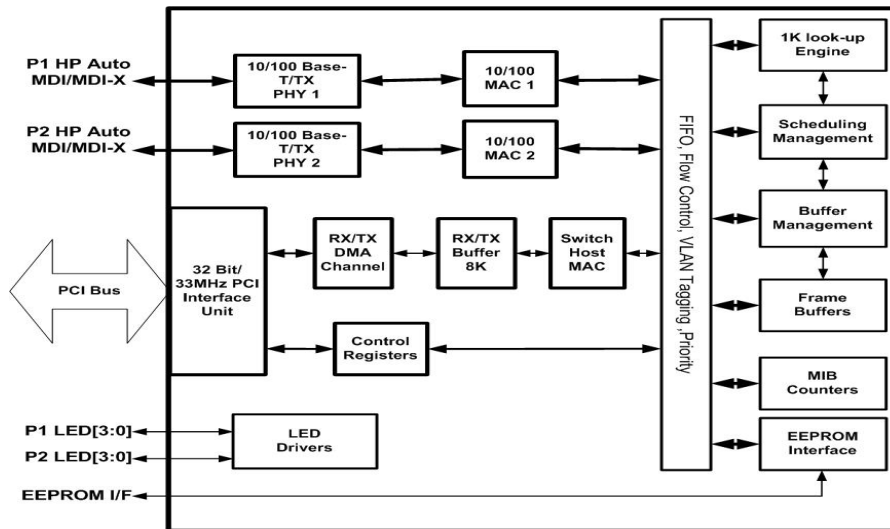 P1 HP Auto
MDI/MDI-X
10/100 Base-
T/TX
PHY 1
10/100
MAC 1
1K look-up
Engine
P2 HP Auto
MDI/MDI-X
10/100 Base-
T/TX
PHY 2
10/100
MAC 2
Scheduling
Management
FIFO, Flow Control, VLAN Tagging ,Priority
Buffer
Management
PCI Bus
32 Bit/
33MHz PCI
Interface
Unit
RX/TX
DMA
Channel
RX/TX
Buffer
8K
Switch
Host
MAC
Frame
Buffers
Control
Registers
MIB
Counters
P1 LED[3:0]
P2 LED[3:0]
LED
Drivers
EEPROM
Interface
EEPROM I/F